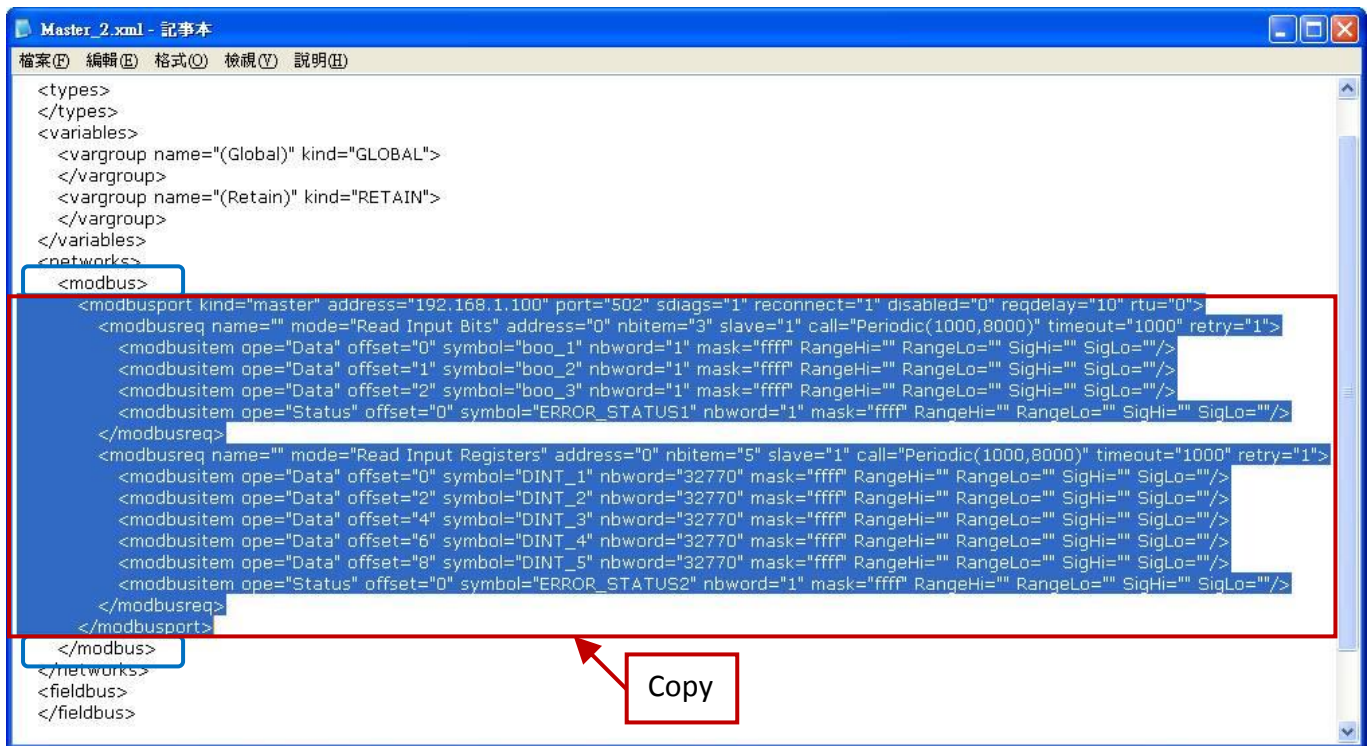 Master_2.xml - 記事本
檔案(F) 編輯(E) 格式(O) 檢視(V) 說明(H)
<types>
</types>
<variables>
<vargroup name="(Global)" kind="GLOBAL">
</vargroup>
<vargroup name="(Retain)" kind="RETAIN">
</vargroup>
</variables>
<networks>
<modbus>
<modbusport kind="master" address="192.168.1.100" port="502" sdiags="1" reconnect="1" disabled="0" reqdelay="10" rtu="0">
<modbusreq name="" mode="Read Input Bits" address="0" nbitem="3" slave="1" call="Periodic(1000,8000)" timeout="1000" retry="1">
<modbusitem ope="Data" offset="0" symbol="boo_1" nbword="1" mask="ffff" RangeHi="" RangeLo="" SigHi="" SigLo=""/>
<modbusitem ope="Data" offset="1" symbol="boo_2" nbword="1" mask="ffff" RangeHi="" RangeLo="" SigHi="" SigLo=""/>
<modbusitem ope="Data" offset="2" symbol="boo_3" nbword="1" mask="ffff" RangeHi="" RangeLo="" SigHi="" SigLo=""/>
<modbusitem ope="Status" offset="0" symbol="ERROR_STATUS1" nbword="1" mask="ffff" RangeHi="" RangeLo="" SigHi="" SigLo=""/>
</modbusreq>
<modbusreq name="" mode="Read Input Registers" address="0" nbitem="5" slave="1" call="Periodic(1000,8000)" timeout="1000" retry="1">
<modbusitem ope="Data" offset="0" symbol="DINT_1" nbword="32770" mask="ffff" RangeHi="" RangeLo="" SigHi="" SigLo=""/>
<modbusitem ope="Data" offset="2" symbol="DINT_2" nbword="32770" mask="ffff" RangeHi="" RangeLo="" SigHi="" SigLo=""/>
<modbusitem ope="Data" offset="4" symbol="DINT_3" nbword="32770" mask="ffff" RangeHi="" RangeLo="" SigHi="" SigLo=""/>
<modbusitem ope="Data" offset="6" symbol="DINT_4" nbword="32770" mask="ffff" RangeHi="" RangeLo="" SigHi="" SigLo=""/>
<modbusitem ope="Data" offset="8" symbol="DINT_5" nbword="32770" mask="ffff" RangeHi="" RangeLo="" SigHi="" SigLo=""/>
<modbusitem ope="Status" offset="0" symbol="ERROR_STATUS2" nbword="1" mask="ffff" RangeHi="" RangeLo="" SigHi="" SigLo=""/>
</modbusreq>
</modbusport>
</modbus>
</networks>
<fieldbus>
</fieldbus>
Copy